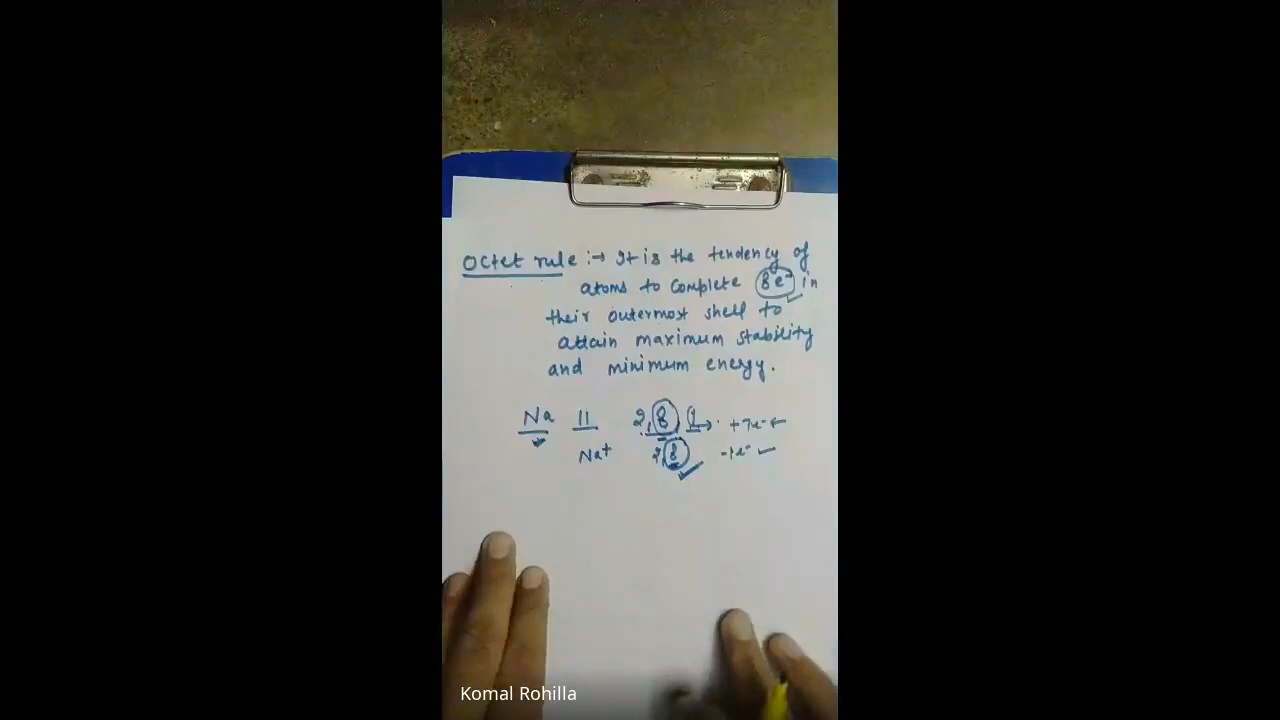 Octet rule :→ It is the tendency of
atoms to complete 8e⁻ in
their outermost shell to
attain maximum stability
and minimum energy.
Na 11 2, 8, 1 → +7e⁻ ←
Na⁺ 2, 8 -1e⁻ ✓
Komal Rohilla